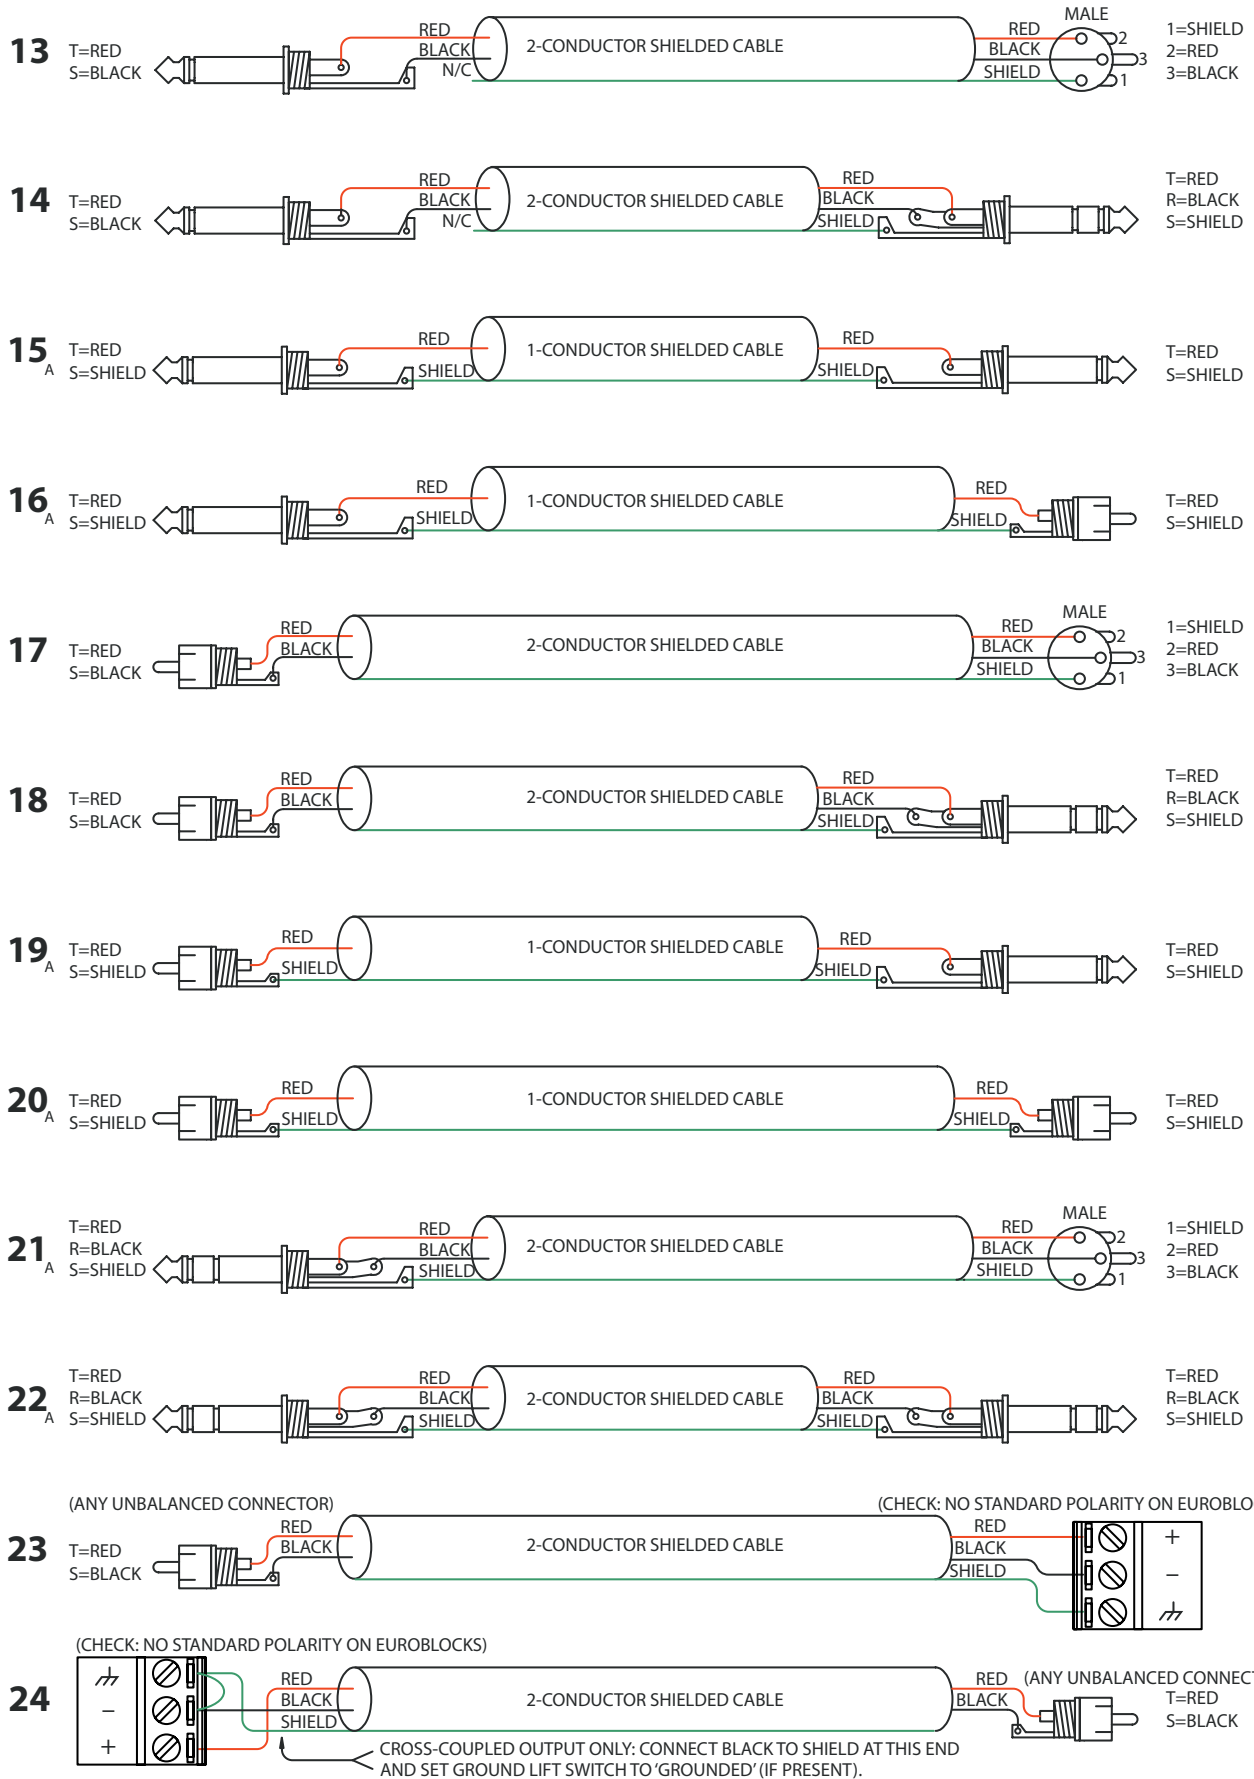 13
T=RED
S=BLACK
RED
BLACK
N/C
2-CONDUCTOR SHIELDED CABLE
RED
BLACK
SHIELD
MALE
2
3
1
1=SHIELD
2=RED
3=BLACK
14
T=RED
S=BLACK
RED
BLACK
N/C
2-CONDUCTOR SHIELDED CABLE
RED
BLACK
SHIELD
T=RED
R=BLACK
S=SHIELD
15
A
T=RED
S=SHIELD
RED
SHIELD
1-CONDUCTOR SHIELDED CABLE
RED
SHIELD
T=RED
S=SHIELD
16
A
T=RED
S=SHIELD
RED
SHIELD
1-CONDUCTOR SHIELDED CABLE
RED
SHIELD
T=RED
S=SHIELD
17
T=RED
S=BLACK
RED
BLACK
2-CONDUCTOR SHIELDED CABLE
RED
BLACK
SHIELD
MALE
2
3
1
1=SHIELD
2=RED
3=BLACK
18
T=RED
S=BLACK
RED
BLACK
2-CONDUCTOR SHIELDED CABLE
RED
BLACK
SHIELD
T=RED
R=BLACK
S=SHIELD
19
A
T=RED
S=SHIELD
RED
SHIELD
1-CONDUCTOR SHIELDED CABLE
RED
SHIELD
T=RED
S=SHIELD
20
A
T=RED
S=SHIELD
RED
SHIELD
1-CONDUCTOR SHIELDED CABLE
RED
SHIELD
T=RED
S=SHIELD
21
A
T=RED
R=BLACK
S=SHIELD
RED
BLACK
SHIELD
2-CONDUCTOR SHIELDED CABLE
RED
BLACK
SHIELD
MALE
2
3
1
1=SHIELD
2=RED
3=BLACK
22
A
T=RED
R=BLACK
S=SHIELD
RED
BLACK
SHIELD
2-CONDUCTOR SHIELDED CABLE
RED
BLACK
SHIELD
T=RED
R=BLACK
S=SHIELD
(ANY UNBALANCED CONNECTOR)
23
T=RED
S=BLACK
RED
BLACK
2-CONDUCTOR SHIELDED CABLE
(CHECK: NO STANDARD POLARITY ON EUROBLO
RED
BLACK
SHIELD
+
–
(CHECK: NO STANDARD POLARITY ON EUROBLOCKS)
24
–
+
RED
BLACK
SHIELD
2-CONDUCTOR SHIELDED CABLE
RED
BLACK
(ANY UNBALANCED CONNECT
T=RED
S=BLACK
CROSS-COUPLED OUTPUT ONLY: CONNECT BLACK TO SHIELD AT THIS END
AND SET GROUND LIFT SWITCH TO ‘GROUNDED’ (IF PRESENT).